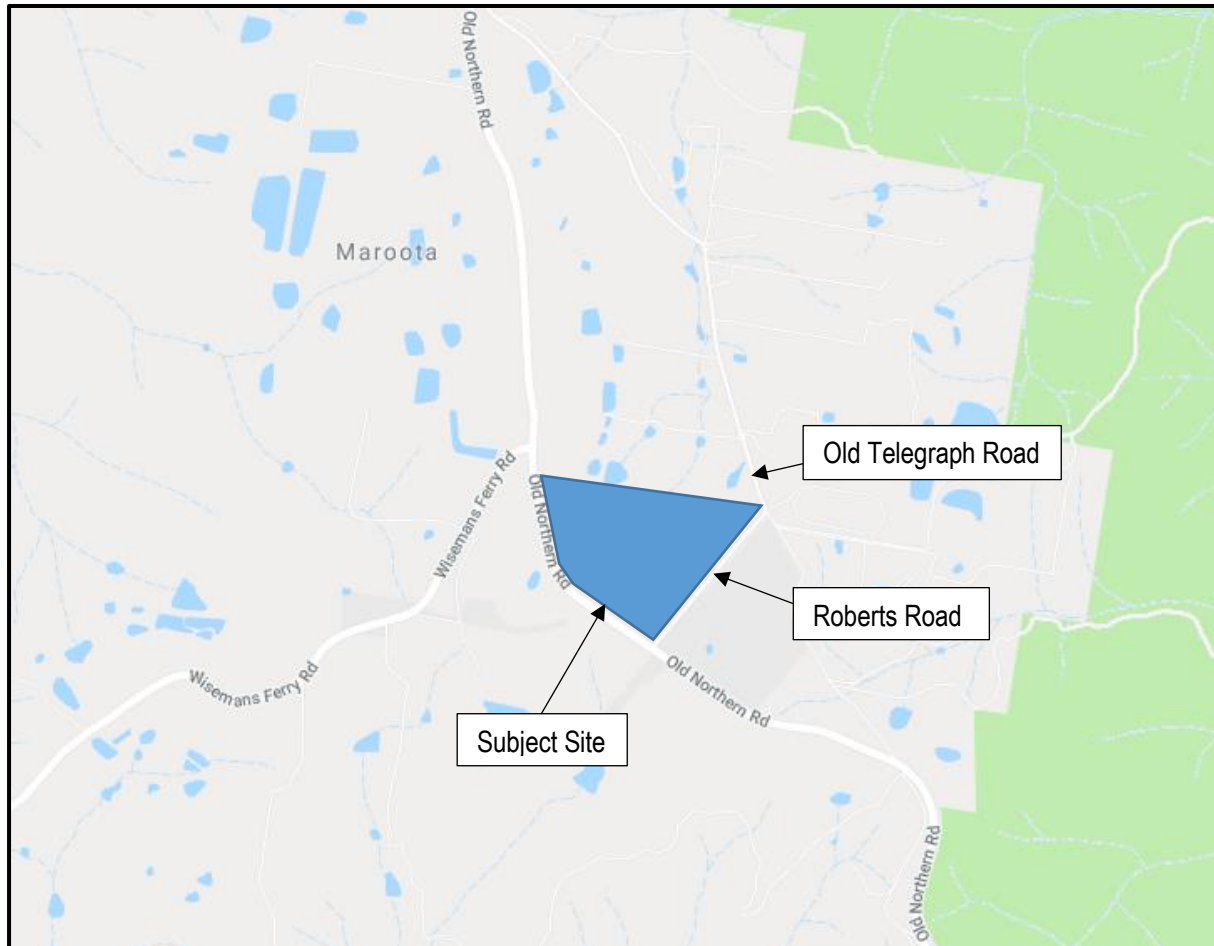 Old Northern Rd
Maroota
Old Telegraph Road
Wisemans Ferry Rd
Old Northern Rd
Roberts Road
Wisemans Ferry Rd
Old Northern Rd
Subject Site
Old Northern Rd